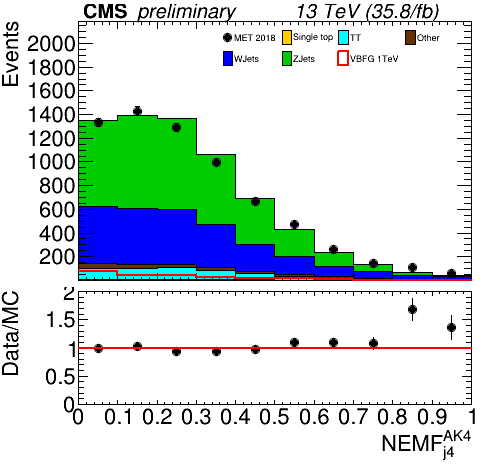 CMS preliminary 13 TeV (35.8/fb)
MET 2018 Single top TT Other
WJets ZJets VBFG 1TeV
Events
2000
1800
1600
1400
1200
1000
800
600
400
200
Data/MC
2
1.5
1
0.5
0
0 0.1 0.2 0.3 0.4 0.5 0.6 0.7 0.8 0.9 1
NEMF_{j4}^{AK4}